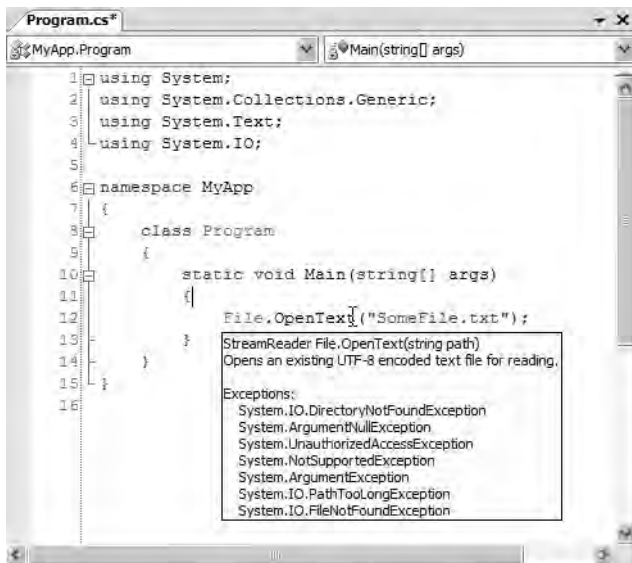 Program.cs*
MyApp.Program
Main(string[] args)
1 using System;
2 using System.Collections.Generic;
3 using System.Text;
4 using System.IO;
5
6 namespace MyApp
7 {
8 class Program
9 {
10 static void Main(string[] args)
11 {
12 File.OpenText("SomeFile.txt");
13 }
14 }
15 }
16
StreamReader File.OpenText(string path)
Opens an existing UTF-8 encoded text file for reading.
Exceptions:
System.IO.DirectoryNotFoundException
System.ArgumentNullException
System.UnauthorizedAccessException
System.NotSupportedException
System.ArgumentException
System.IO.PathTooLongException
System.IO.FileNotFoundException